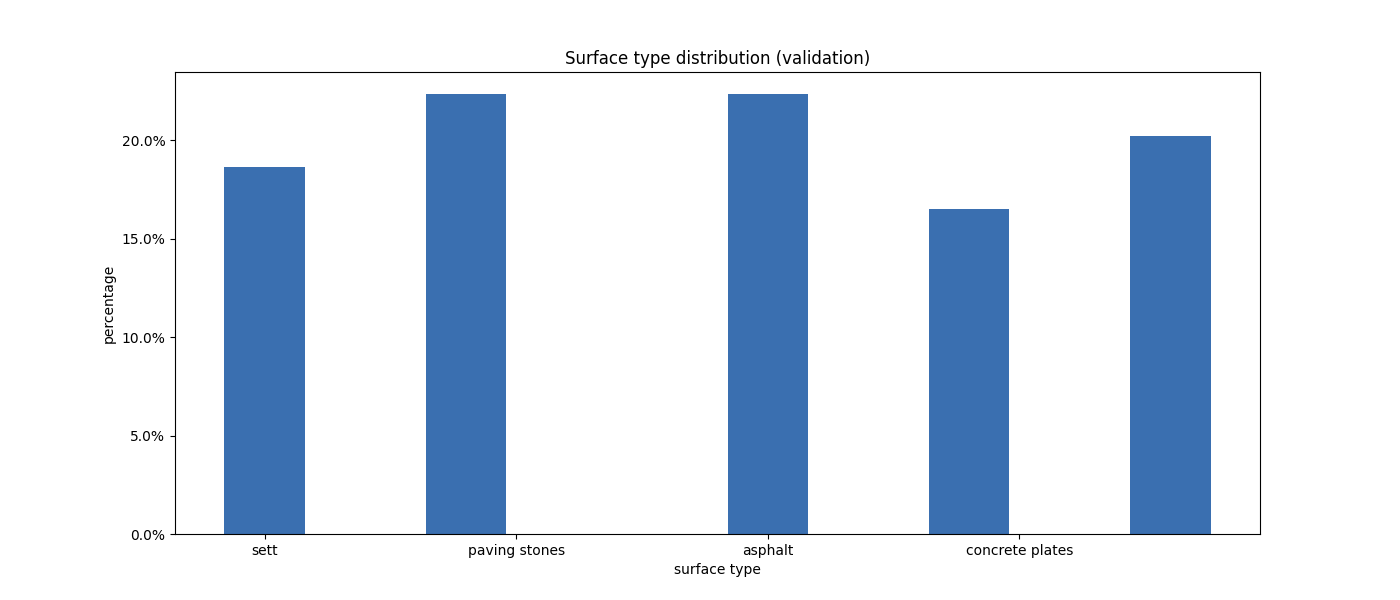 Surface type distribution (validation)
percentage
20.0%
15.0%
10.0%
5.0%
0.0%
sett
paving stones
asphalt
concrete plates
surface type